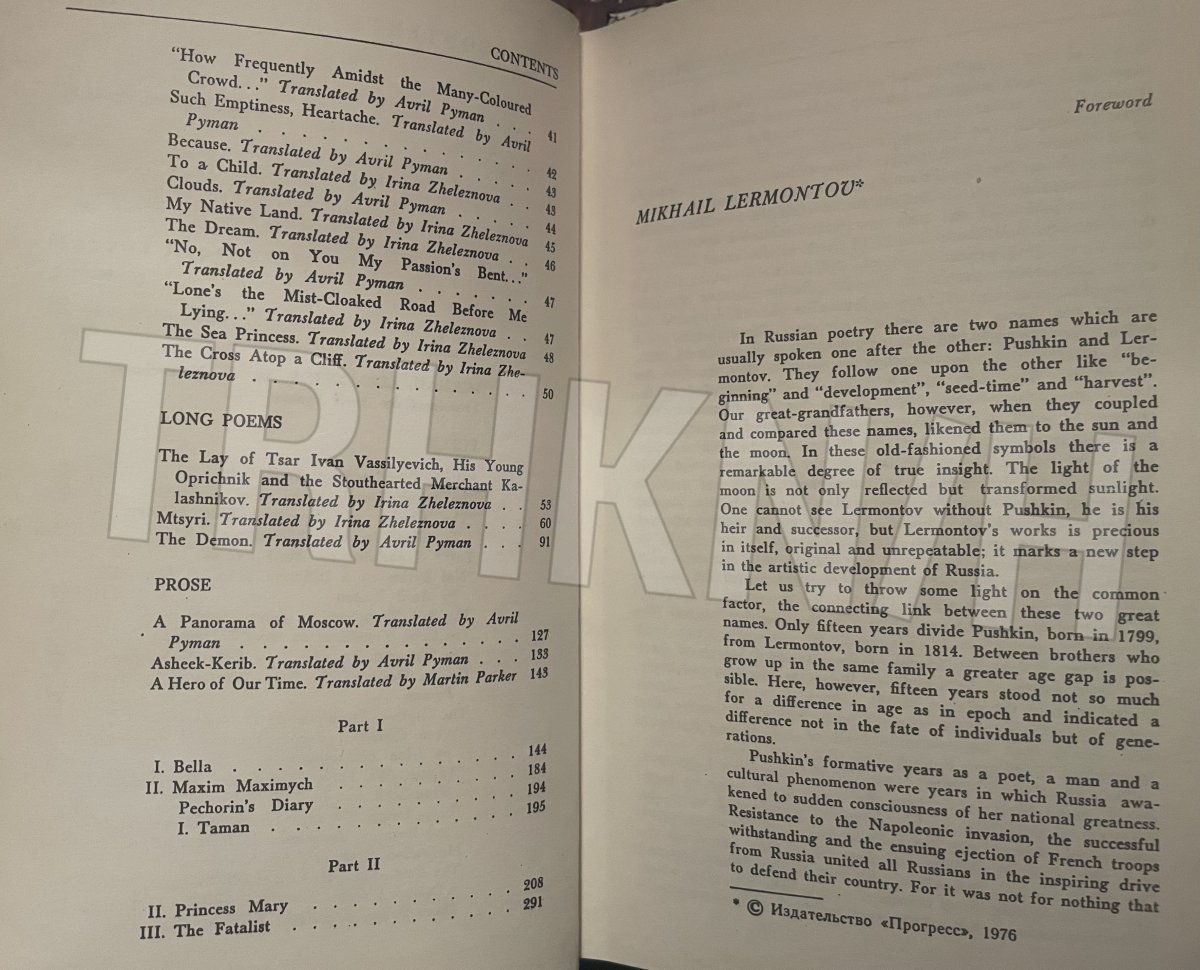 CONTENTS
“How Frequently Amidst the Many-Coloured
Crowd...” Translated by Avril Pyman . . . 41
Such Emptiness, Heartache. Translated by Avril
Pyman . . . . . . . . . . . . . 42
Because. Translated by Avril Pyman . . . . . 43
To a Child. Translated by Irina Zheleznova . . 43
Clouds. Translated by Avril Pyman . . . . . 44
My Native Land. Translated by Irina Zheleznova 45
The Dream. Translated by Irina Zheleznova . . 46
“No, Not on You My Passion's Bent...”
Translated by Avril Pyman . . . . . . . 47
“Lone's the Mist-Cloaked Road Before Me
Lying...” Translated by Irina Zheleznova . . 47
The Sea Princess. Translated by Irina Zheleznova 48
The Cross Atop a Cliff. Translated by Irina Zhe-
leznova . . . . . . . . . . . . . 50
LONG POEMS
The Lay of Tsar Ivan Vassilyevich, His Young
Oprichnik and the Stouthearted Merchant Ka-
lashnikov. Translated by Irina Zheleznova . . 53
Mtsyri. Translated by Irina Zheleznova . . . . 60
The Demon. Translated by Avril Pyman . . . 91
PROSE
A Panorama of Moscow. Translated by Avril
Pyman . . . . . . . . . . . . . 127
Asheek-Kerib. Translated by Avril Pyman . . . 133
A Hero of Our Time. Translated by Martin Parker 143
Part I
144
I. Bella . . . . . . . . . . . . . 184
II. Maxim Maximych . . . . . . . . 194
Pechorin's Diary . . . . . . . . 195
I. Taman . . . . . . . . . . .
Part II
208
II. Princess Mary . . . . . . . . . 291
III. The Fatalist . . . . . . . . .
Foreword
MIKHAIL LERMONTOV*
In Russian poetry there are two names which are
usually spoken one after the other: Pushkin and Ler-
montov. They follow one upon the other like “be-
ginning” and “development”, “seed-time” and “harvest”.
Our great-grandfathers, however, when they coupled
and compared these names, likened them to the sun and
the moon. In these old-fashioned symbols there is a
remarkable degree of true insight. The light of the
moon is not only reflected but transformed sunlight.
One cannot see Lermontov without Pushkin, he is his
heir and successor, but Lermontov's works is precious
in itself, original and unrepeatable; it marks a new step
in the artistic development of Russia.
Let us try to throw some light on the common
factor, the connecting link between these two great
names. Only fifteen years divide Pushkin, born in 1799,
from Lermontov, born in 1814. Between brothers who
grow up in the same family a greater age gap is pos-
sible. Here, however, fifteen years stood not so much
for a difference in age as in epoch and indicated a
difference not in the fate of individuals but of gene-
rations.
Pushkin's formative years as a poet, a man and a
cultural phenomenon were years in which Russia awa-
kened to sudden consciousness of her national greatness.
Resistance to the Napoleonic invasion, the successful
withstanding and the ensuing ejection of French troops
from Russia united all Russians in the inspiring drive
to defend their country. For it was not for nothing that
* © Издательство «Прогресс», 1976